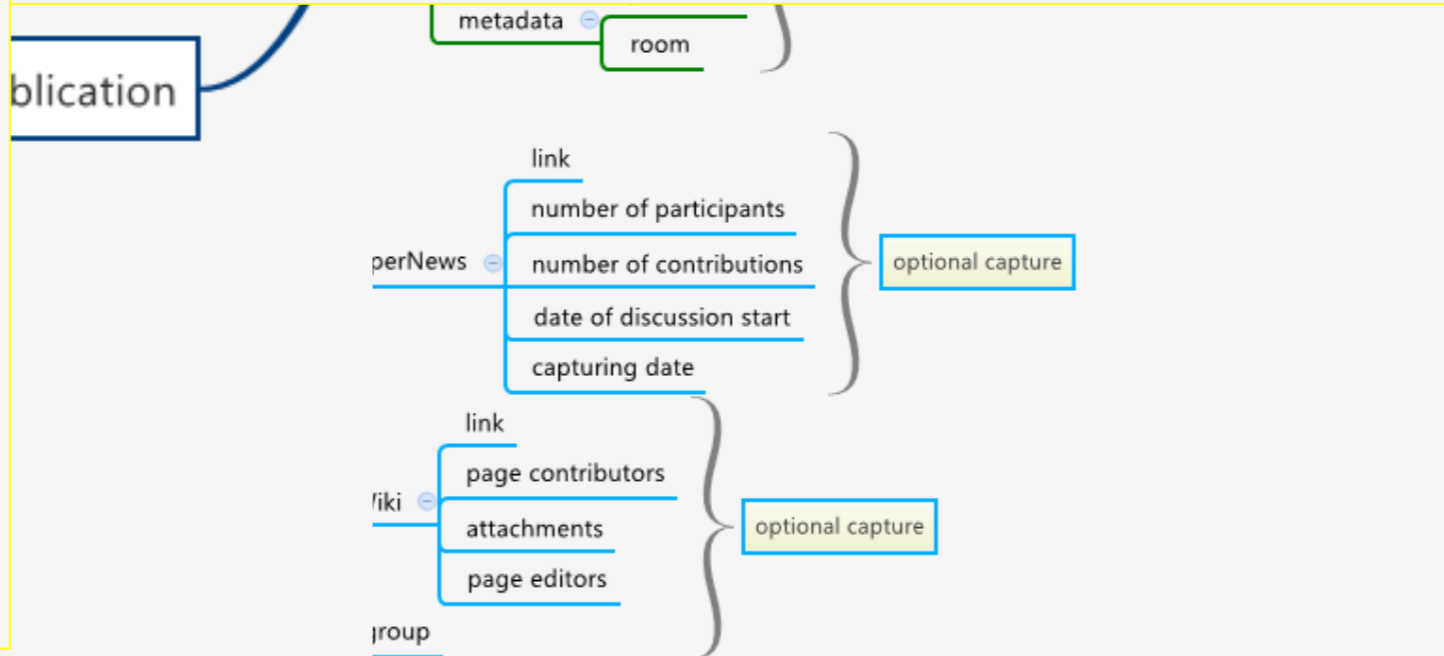 metadata
room
blication
link
number of participants
perNews
number of contributions
optional capture
date of discussion start
capturing date
link
page contributors
Viki
attachments
optional capture
page editors
group